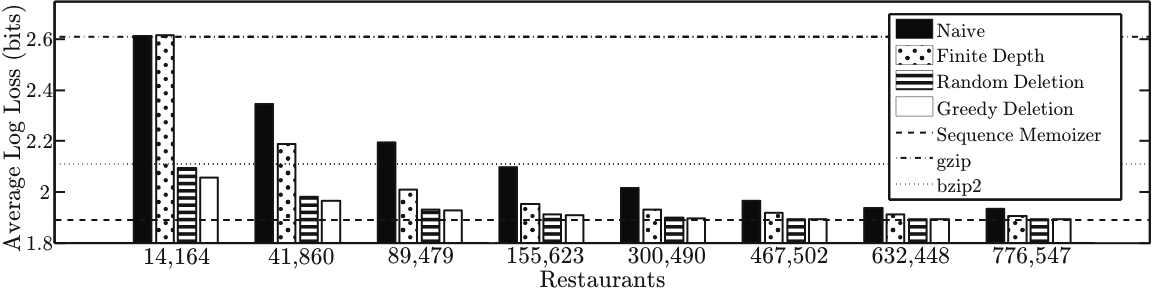 Average Log Loss (bits)
2.6
2.4
2.2
2
1.8
Naive
Finite Depth
Random Deletion
Greedy Deletion
Sequence Memoizer
gzip
bzip2
14,164 41,860 89,479 155,623 300,490 467,502 632,448 776,547
Restaurants